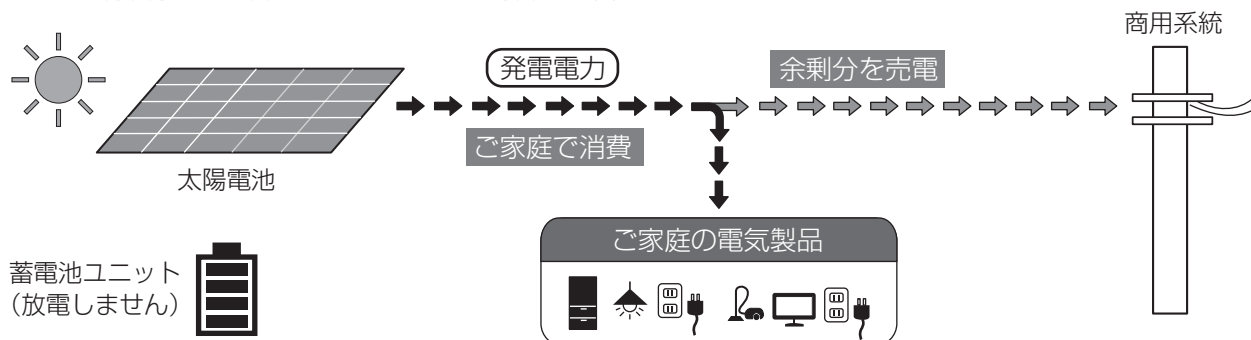 商用系統
発電電力
余剰分を売電
ご家庭で消費
太陽電池
ご家庭の電気製品
蓄電池ユニット
（放電しません）